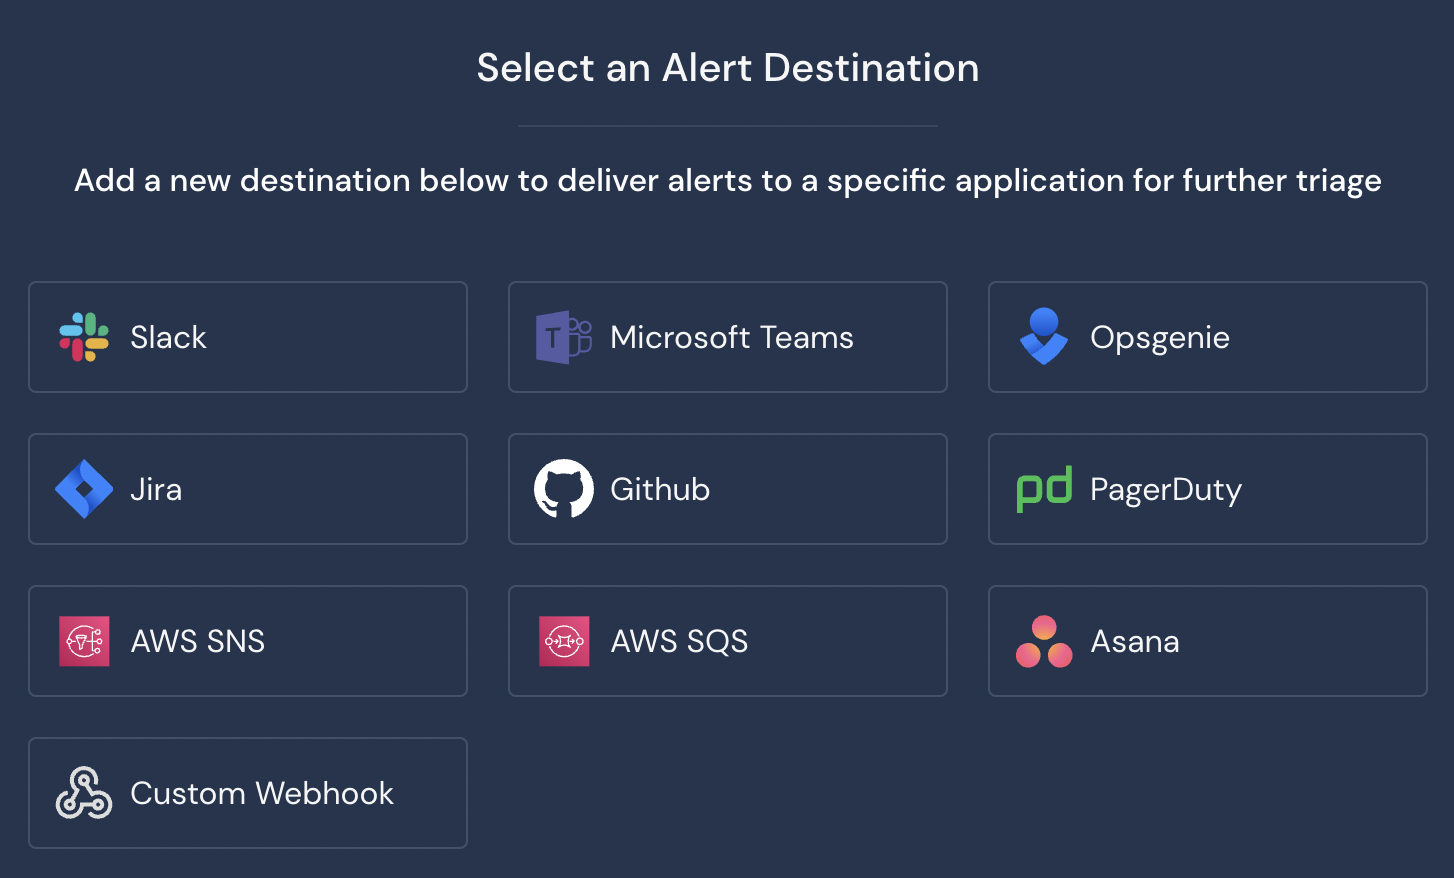 Select an Alert Destination
Add a new destination below to deliver alerts to a specific application for further triage
Slack
T
Microsoft Teams
Opsgenie
Jira
Github
pd
PagerDuty
AWS SNS
AWS SQS
Asana
Custom Webhook